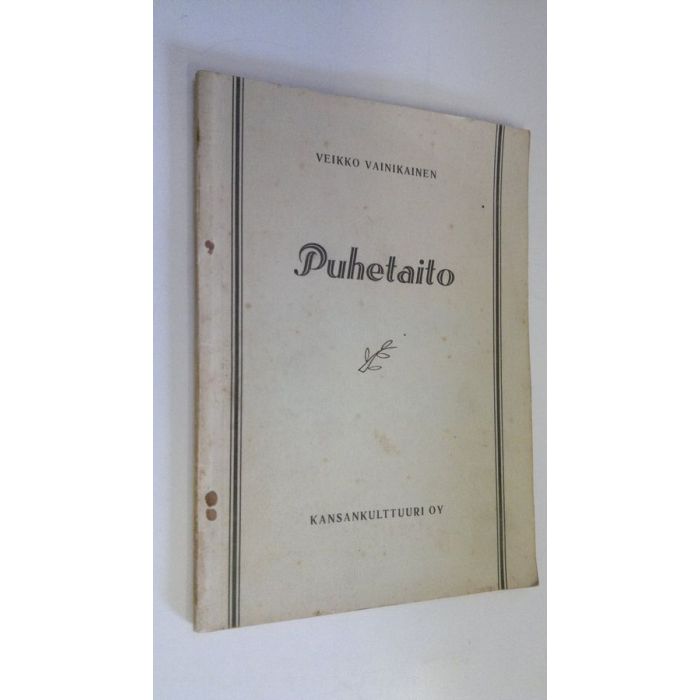 VEIKKO VAINIKAINEN
Puhetaito
KANSANKULTTUURI OY